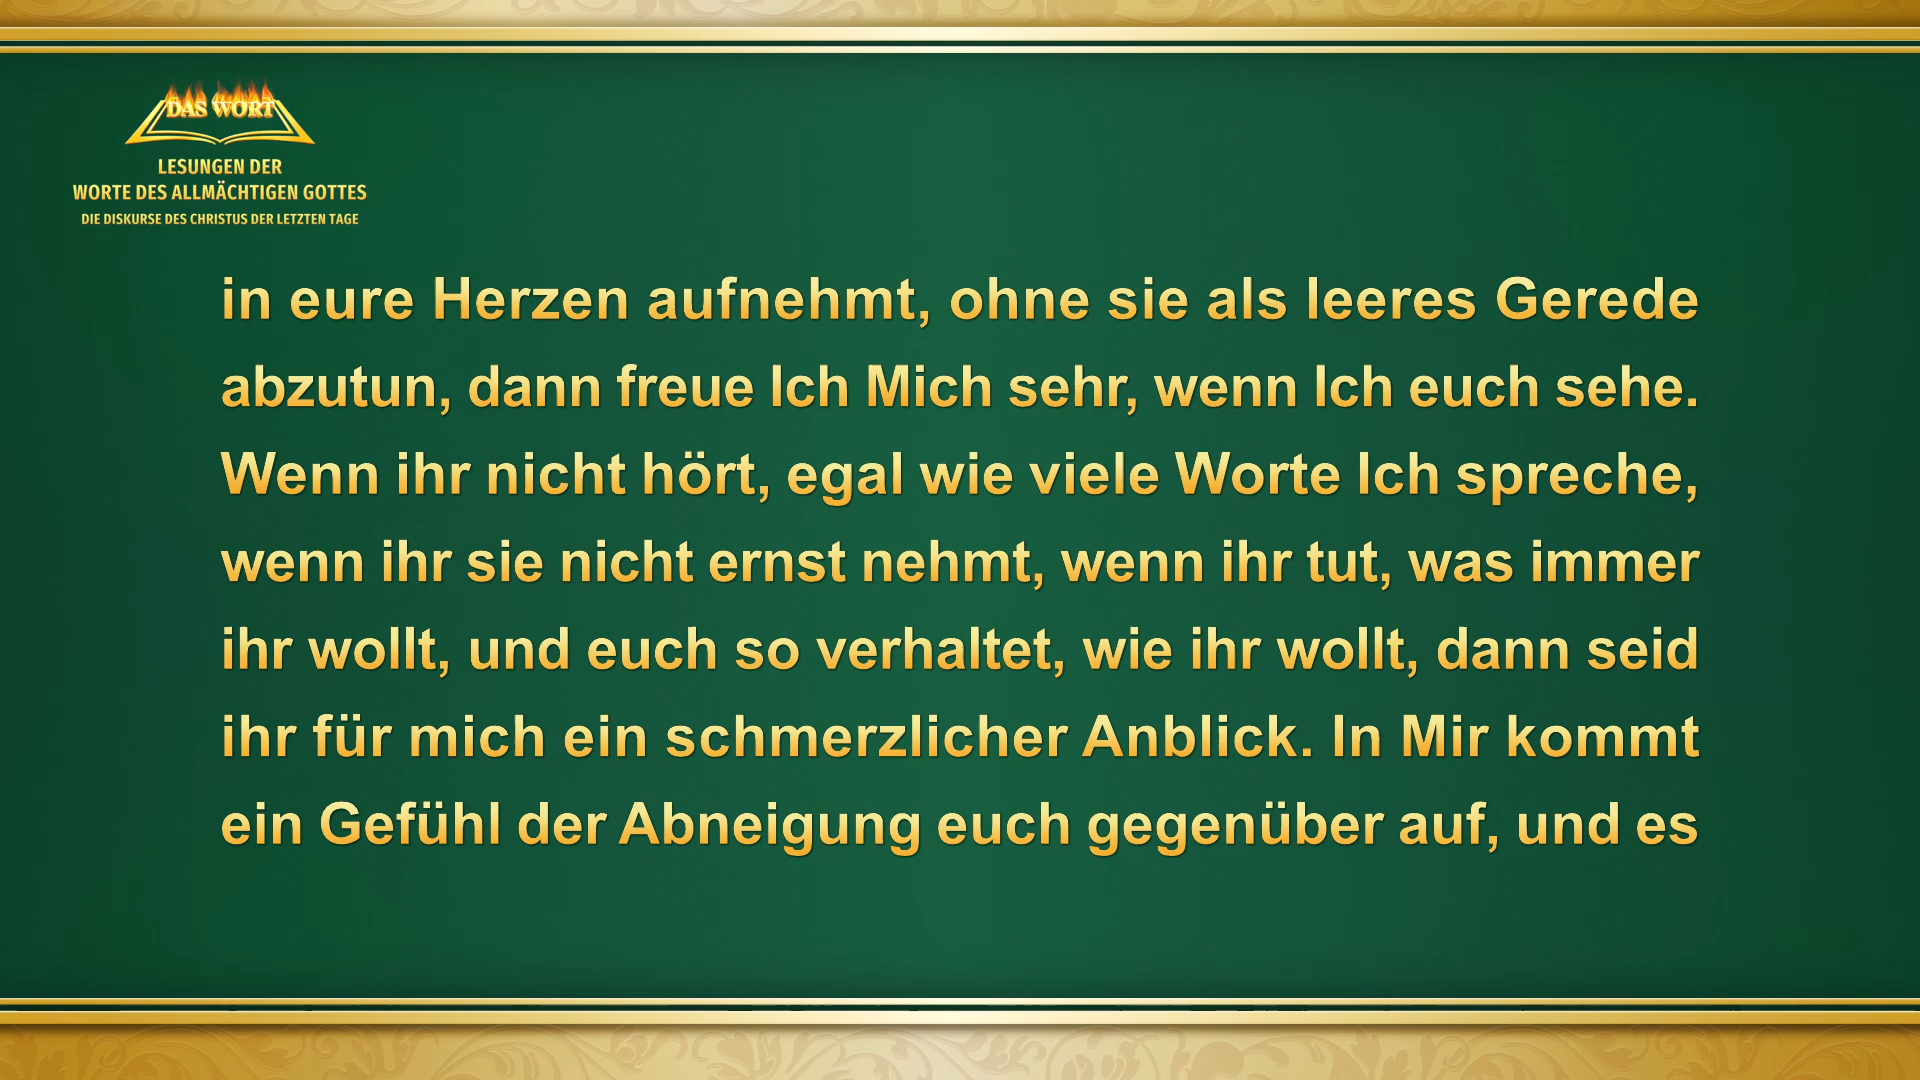 DAS WORT
LESUNGEN DER
WORTE DES ALLMÄCHTIGEN GOTTES
DIE DISKURSE DES CHRISTUS DER LETZTEN TAGE
in eure Herzen aufnehmt, ohne sie als leeres Gerede
abzutun, dann freue Ich Mich sehr, wenn Ich euch sehe.
Wenn ihr nicht hört, egal wie viele Worte Ich spreche,
wenn ihr sie nicht ernst nehmt, wenn ihr tut, was immer
ihr wollt, und euch so verhaltet, wie ihr wollt, dann seid
ihr für mich ein schmerzlicher Anblick. In Mir kommt
ein Gefühl der Abneigung euch gegenüber auf, und es